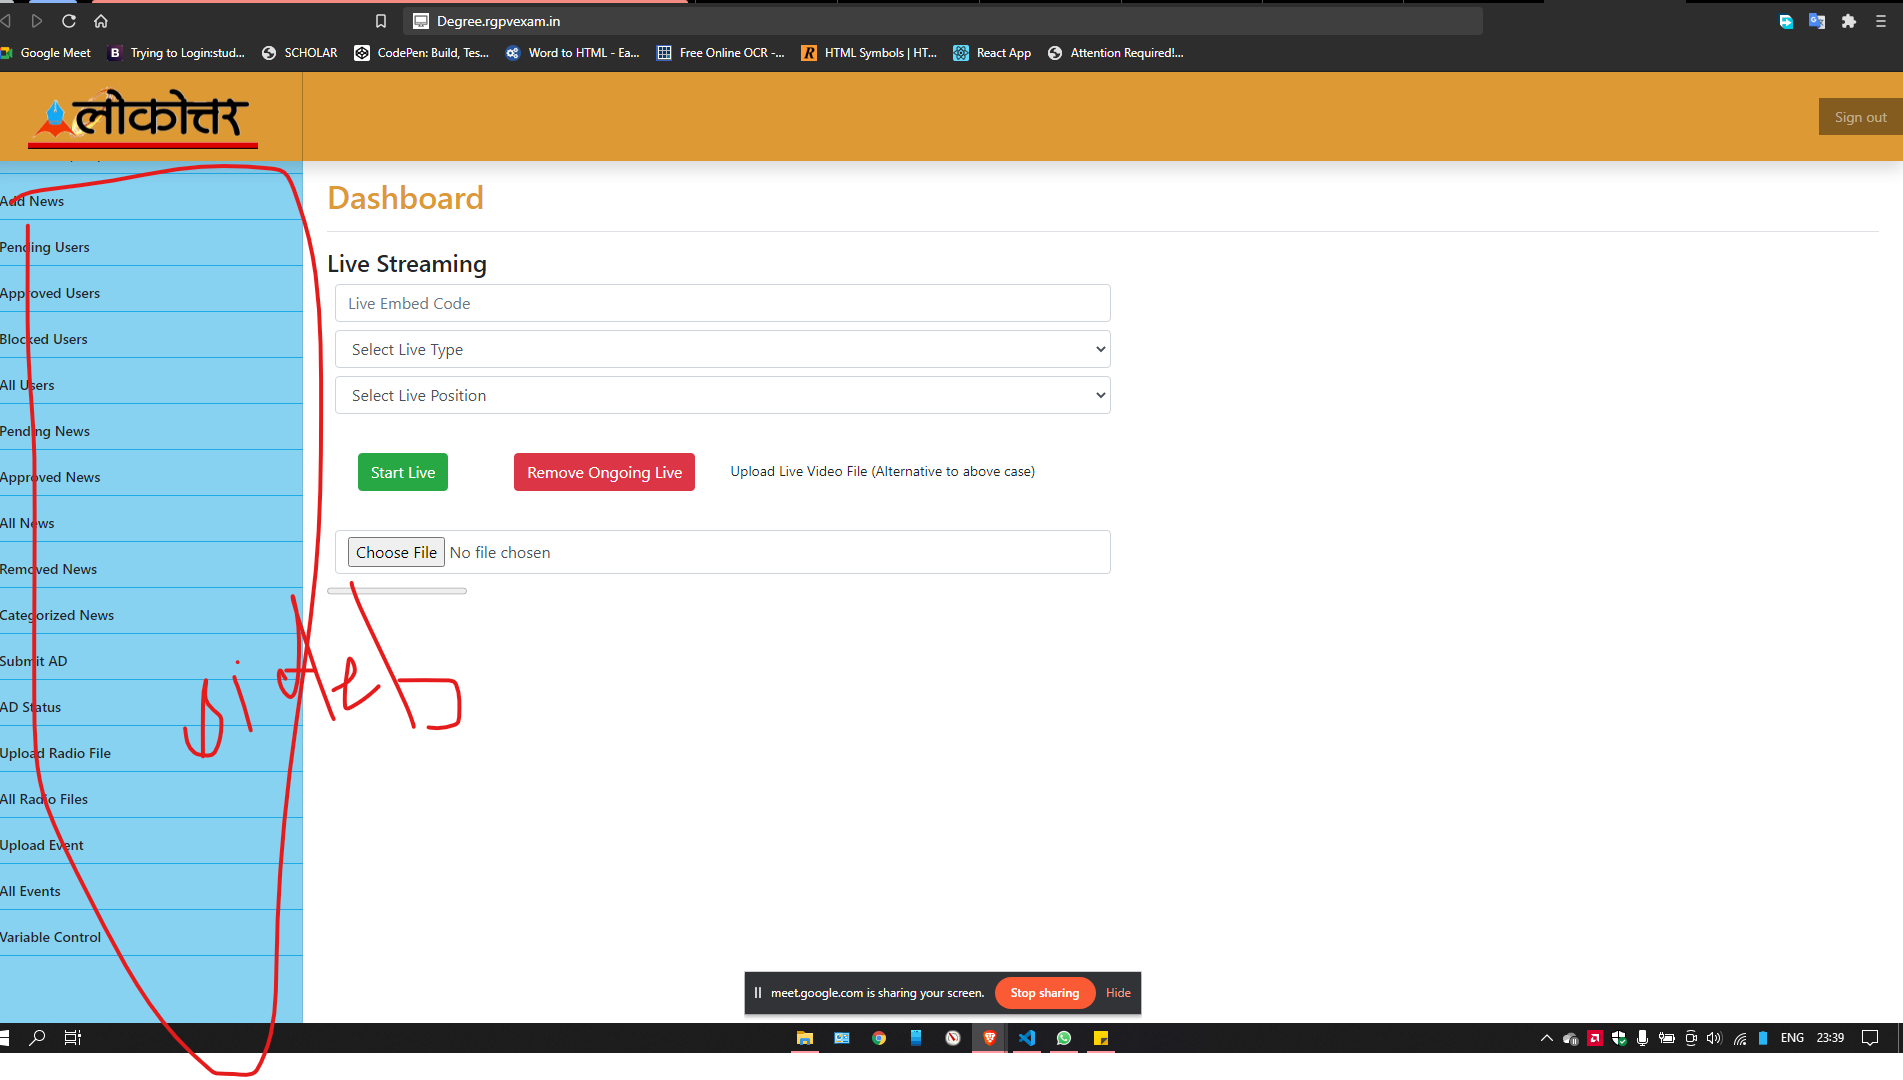 Degree.rgpvexam.in
Google Meet
Trying to Login:stud...
SCHOLAR
CodePen: Build, Tes...
Word to HTML - Ea...
Free Online OCR -...
HTML Symbols | HT...
React App
Attention Required!...
लोकोत्तर
Sign out
Add News
Pending Users
Approved Users
Blocked Users
All Users
Pending News
Approved News
All News
Removed News
Categorized News
Submit AD
AD Status
Upload Radio File
All Radio Files
Upload Event
All Events
Variable Control
Dashboard
Live Streaming
Live Embed Code
Select Live Type
Select Live Position
Start Live
Remove Ongoing Live
Upload Live Video File (Alternative to above case)
Choose File No file chosen
meet.google.com is sharing your screen.
Stop sharing
Hide
ENG
23:39